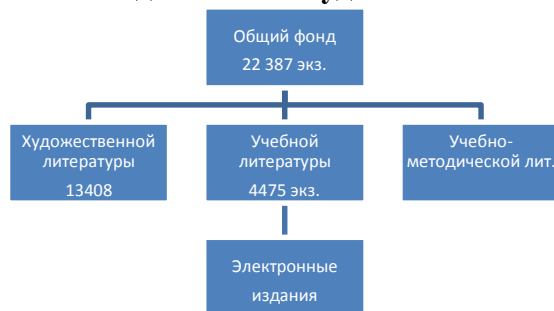 Общий фонд
22 387 экз.
Художественной
литературы
13408
Учебной
литературы
4475 экз.
Учебно-
методической лит.
Электронные
издания